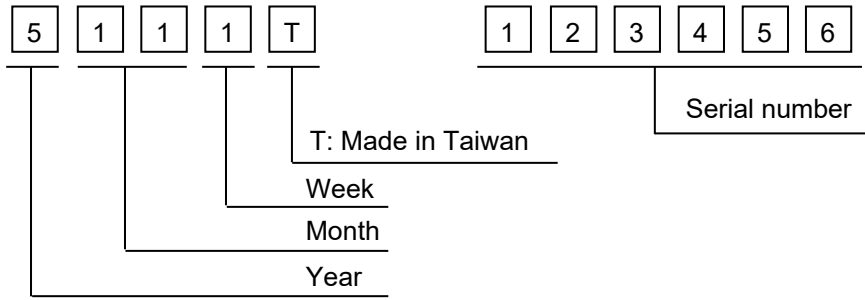 5 1 1 1 T 1 2 3 4 5 6
Serial number
T: Made in Taiwan
Week
Month
Year